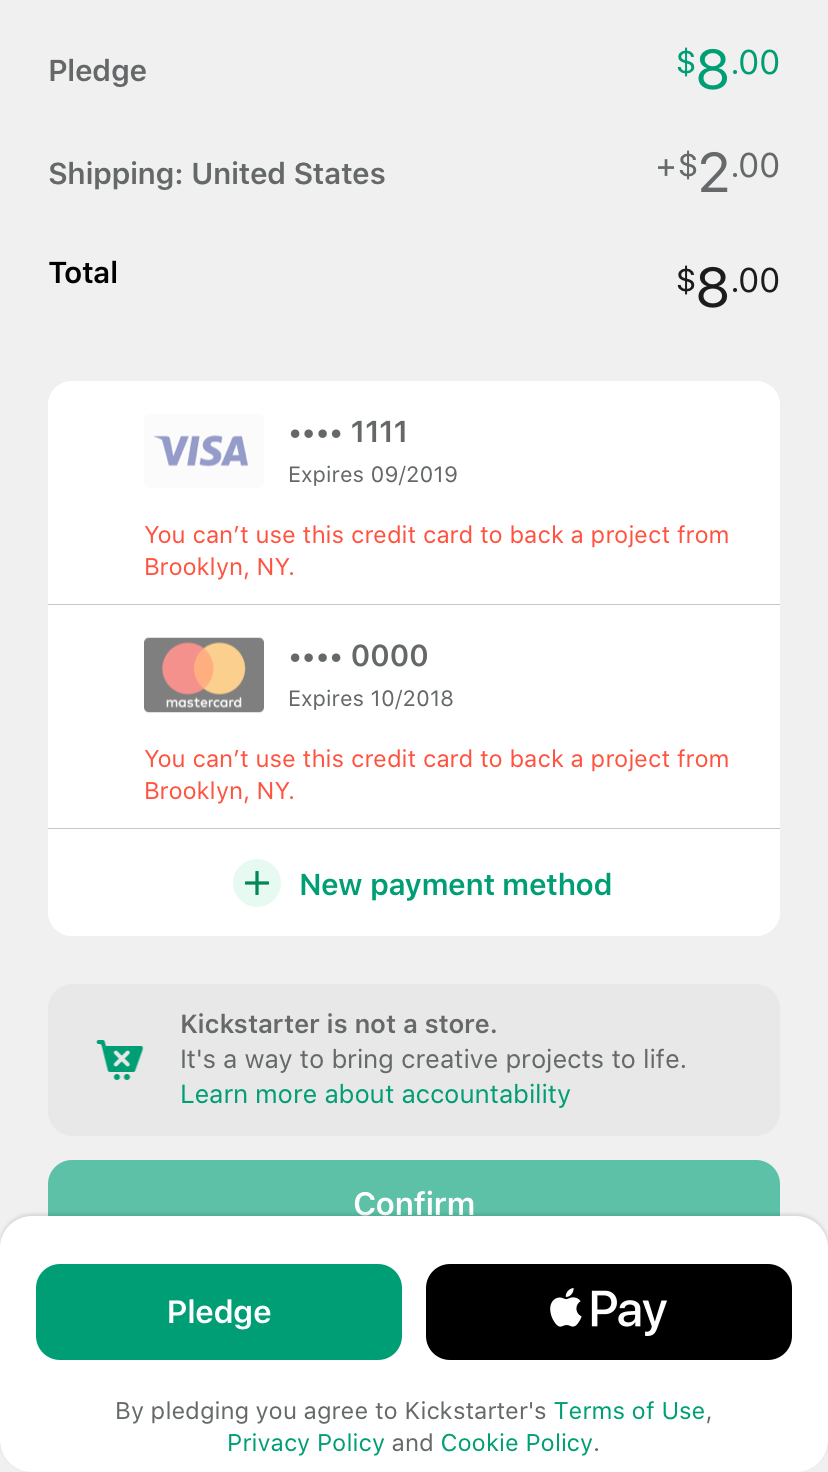 Pledge $8.00
Shipping: United States +$2.00
Total $8.00
VISA •••• 1111
Expires 09/2019
You can’t use this credit card to back a project from
Brooklyn, NY.
mastercard •••• 0000
Expires 10/2018
You can’t use this credit card to back a project from
Brooklyn, NY.
+ New payment method
Kickstarter is not a store.
It's a way to bring creative projects to life.
Learn more about accountability
Confirm
Pledge Pay
By pledging you agree to Kickstarter's Terms of Use,
Privacy Policy and Cookie Policy.